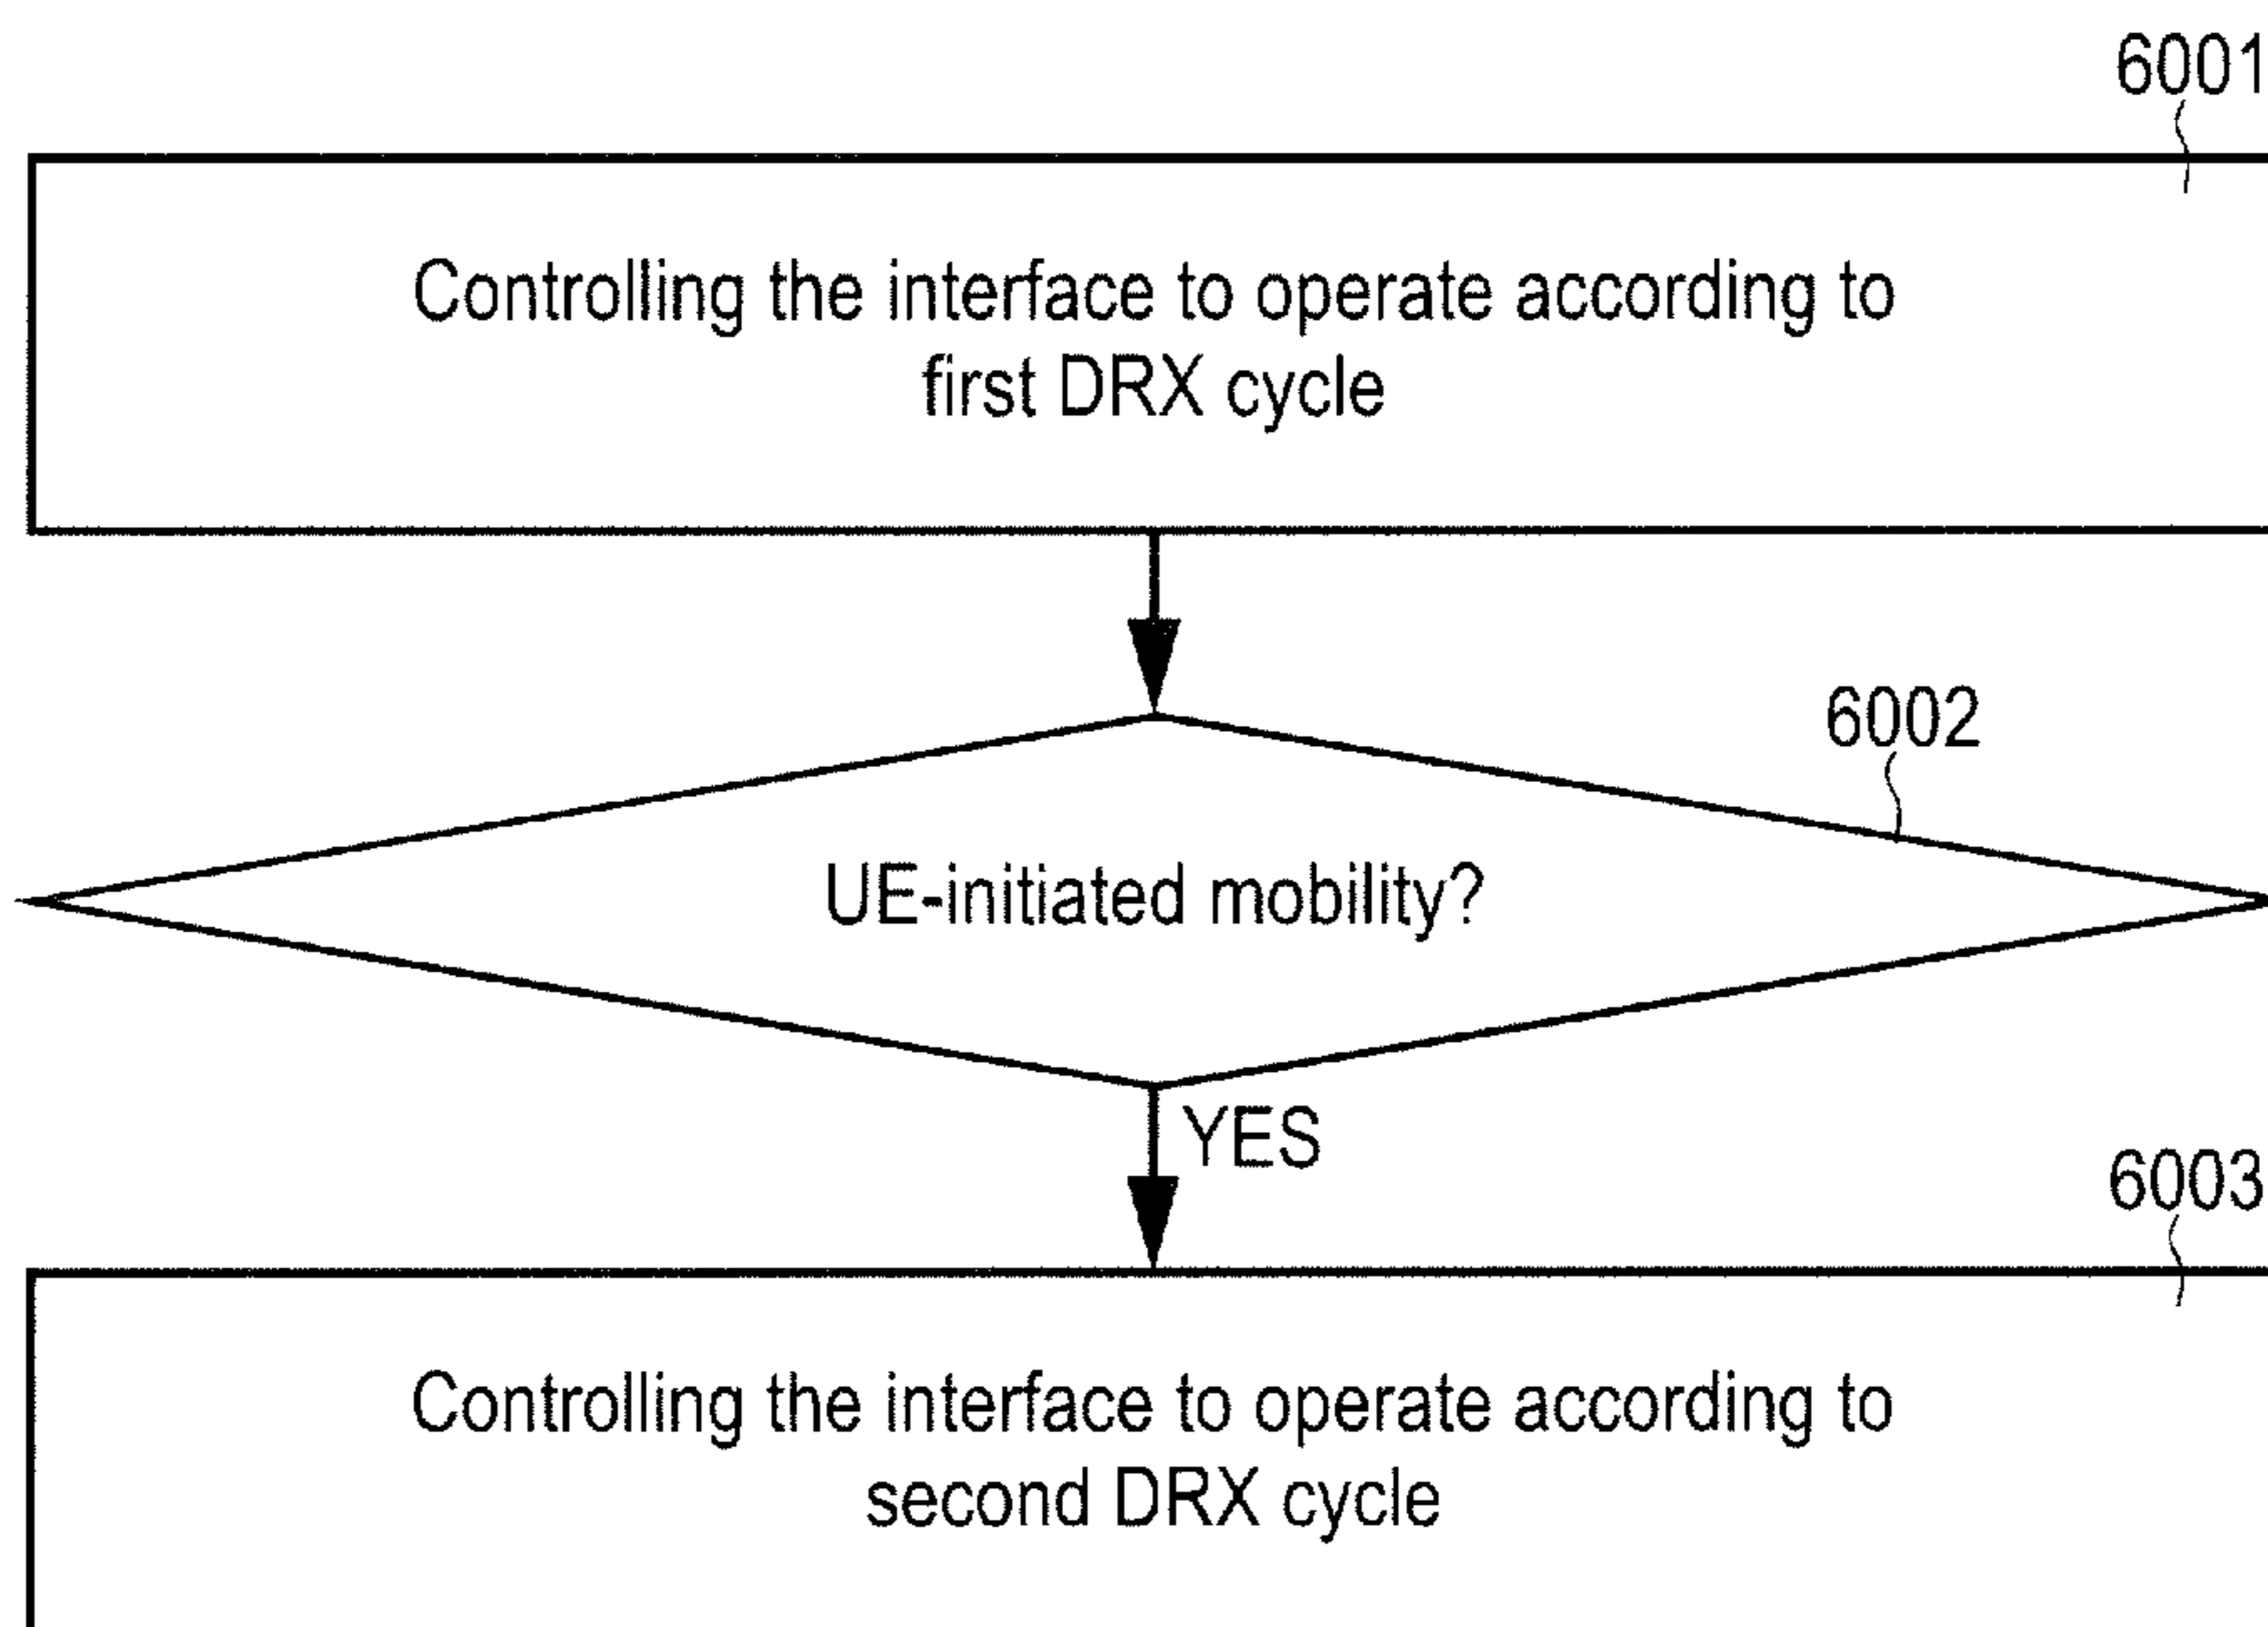 6001
Controlling the interface to operate according to
first DRX cycle
6002
UE-initiated mobility?
YES
6003
Controlling the interface to operate according to
second DRX cycle